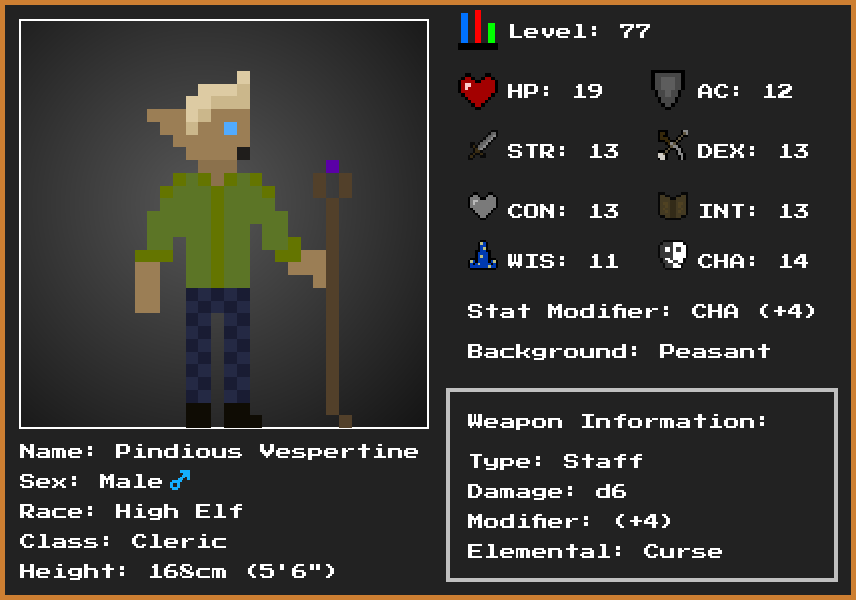 Level: 77
HP: 19
AC: 12
STR: 13
DEX: 13
CON: 13
INT: 13
WIS: 11
CHA: 14
Stat Modifier: CHA (+4)
Background: Peasant
Weapon Information:
Type: Staff
Damage: d6
Modifier: (+4)
Elemental: Curse
Name: Pindious Vespertine
Sex: Male♂
Race: High Elf
Class: Cleric
Height: 168cm (5'6")